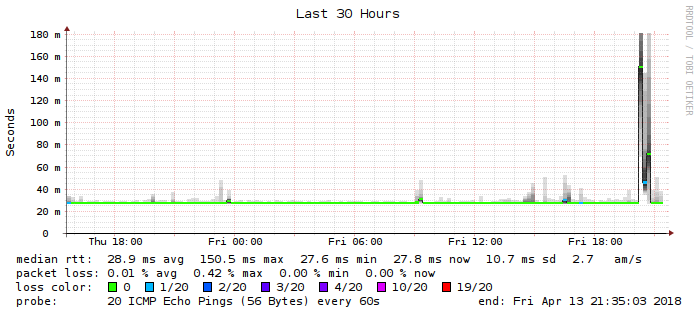 Last 30 Hours
RRDTOOL / TOBI OETIKER
Seconds
180 m
160 m
140 m
120 m
100 m
80 m
60 m
40 m
20 m
0
Thu 18:00 Fri 00:00 Fri 06:00 Fri 12:00 Fri 18:00
median rtt: 28.9 ms avg 150.5 ms max 27.6 ms min 27.8 ms now 10.7 ms sd 2.7 am/s
packet loss: 0.01 % avg 0.42 % max 0.00 % min 0.00 % now
loss color: 0 1/20 2/20 3/20 4/20 10/20 19/20
probe: 20 ICMP Echo Pings (56 Bytes) every 60s end: Fri Apr 13 21:35:03 2018